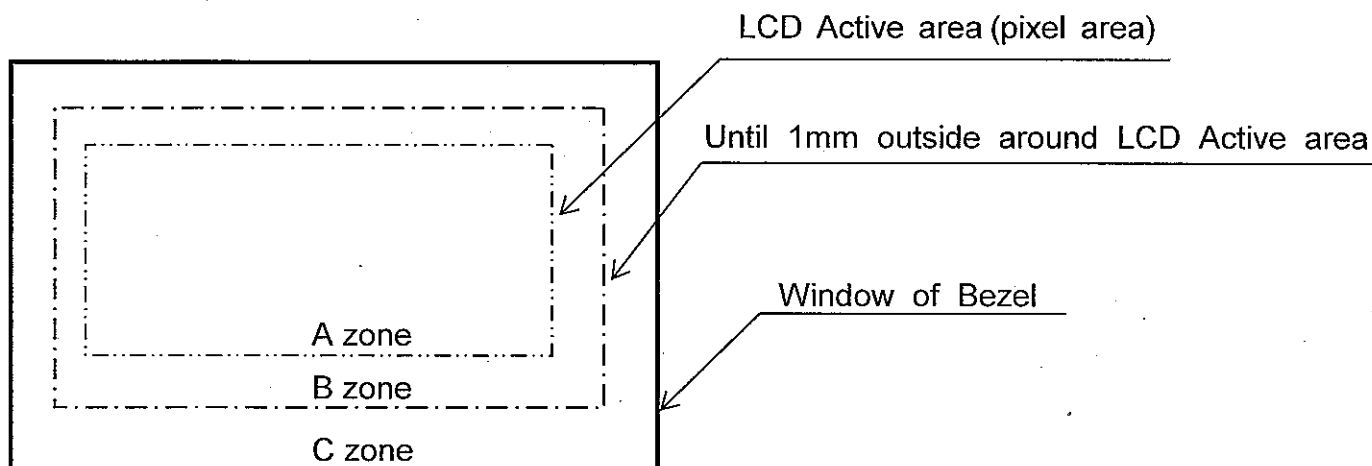 LCD Active area (pixel area)
Until 1mm outside around LCD Active area
Window of Bezel
A zone
B zone
C zone